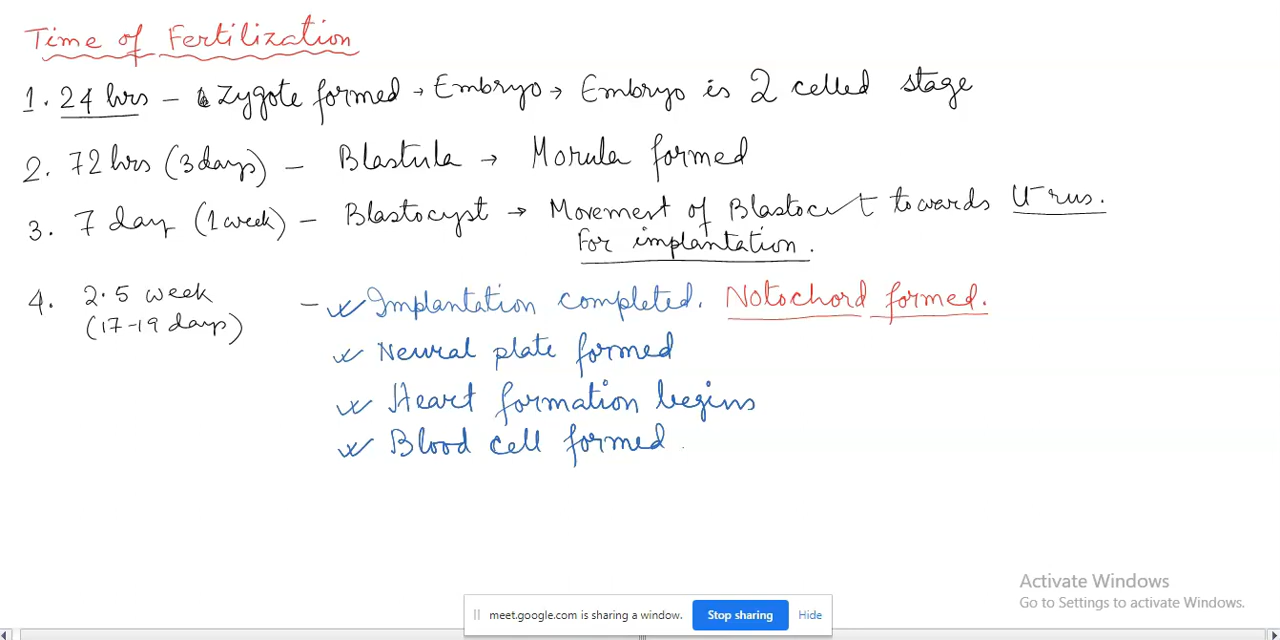 Time of Fertilization
1. 24 hrs - Zygote formed → Embryo → Embryo is 2 celled stage
2. 72 hrs (3 days) - Blastula → Morula formed
3. 7 day (1 week) - Blastocyst → Movement of Blastocyt towards U-rus.
For implantation.
4. 2.5 week - Implantation completed. Notochord formed.
(17-19 days)
Neural plate formed
Heart formation begins
Blood cell formed
Activate Windows
Go to Settings to activate Windows.
meet.google.com is sharing a window. Stop sharing Hide